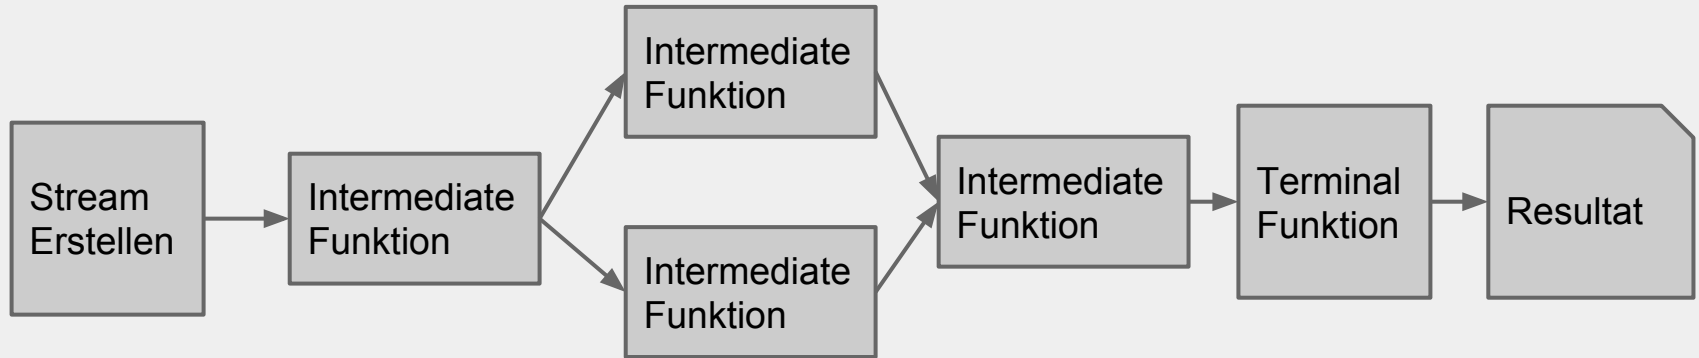 Stream
Erstellen
Intermediate
Funktion
Intermediate
Funktion
Intermediate
Funktion
Intermediate
Funktion
Terminal
Funktion
Resultat